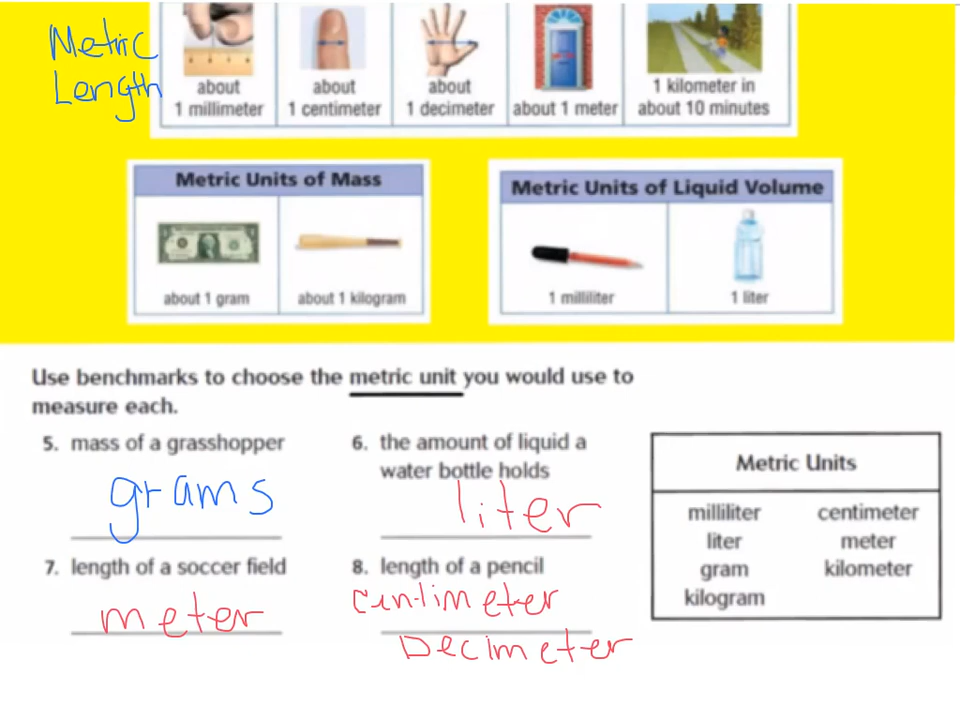 Metric
Length
about
1 millimeter
about
1 centimeter
about
1 decimeter
about 1 meter
1 kilometer in
about 10 minutes
Metric Units of Mass
about 1 gram
about 1 kilogram
Metric Units of Liquid Volume
1 milliliter
1 liter
Use benchmarks to choose the metric unit you would use to
measure each.
5. mass of a grasshopper
grams
6. the amount of liquid a
water bottle holds
liter
7. length of a soccer field
meter
8. length of a pencil
centimeter
Decimeter
Metric Units
milliliter centimeter
liter meter
gram kilometer
kilogram